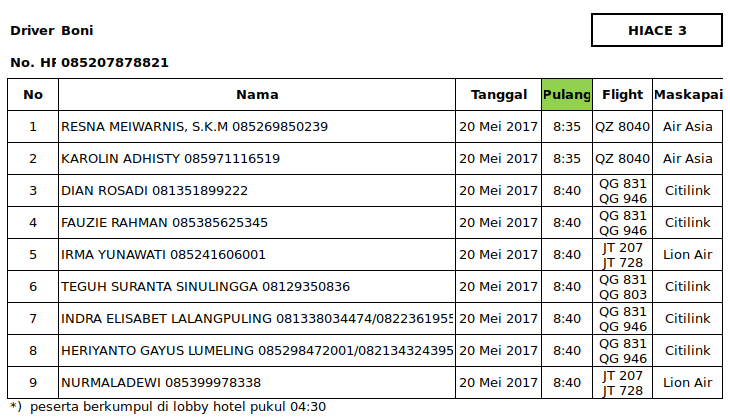 Driver Boni HIACE 3
No. HP 085207878821
No Nama Tanggal Pulang Flight Maskapai
1 RESNA MEIWARNIS, S.K.M 085269850239 20 Mei 2017 8:35 QZ 8040 Air Asia
2 KAROLIN ADHISTY 085971116519 20 Mei 2017 8:35 QZ 8040 Air Asia
3 DIAN ROSADI 081351899222 20 Mei 2017 8:40 QG 831 QG 946 Citilink
4 FAUZIE RAHMAN 085385625345 20 Mei 2017 8:40 QG 831 QG 946 Citilink
5 IRMA YUNAWATI 085241606001 20 Mei 2017 8:40 JT 207 JT 728 Lion Air
6 TEGUH SURANTA SINULINGGA 08129350836 20 Mei 2017 8:40 QG 831 QG 803 Citilink
7 INDRA ELISABET LALANGPULING 081338034474/0822361955 20 Mei 2017 8:40 QG 831 QG 946 Citilink
8 HERIYANTO GAYUS LUMELING 085298472001/082134324395 20 Mei 2017 8:40 QG 831 QG 946 Citilink
9 NURMALADEWI 085399978338 20 Mei 2017 8:40 JT 207 JT 728 Lion Air
*) peserta berkumpul di lobby hotel pukul 04:30